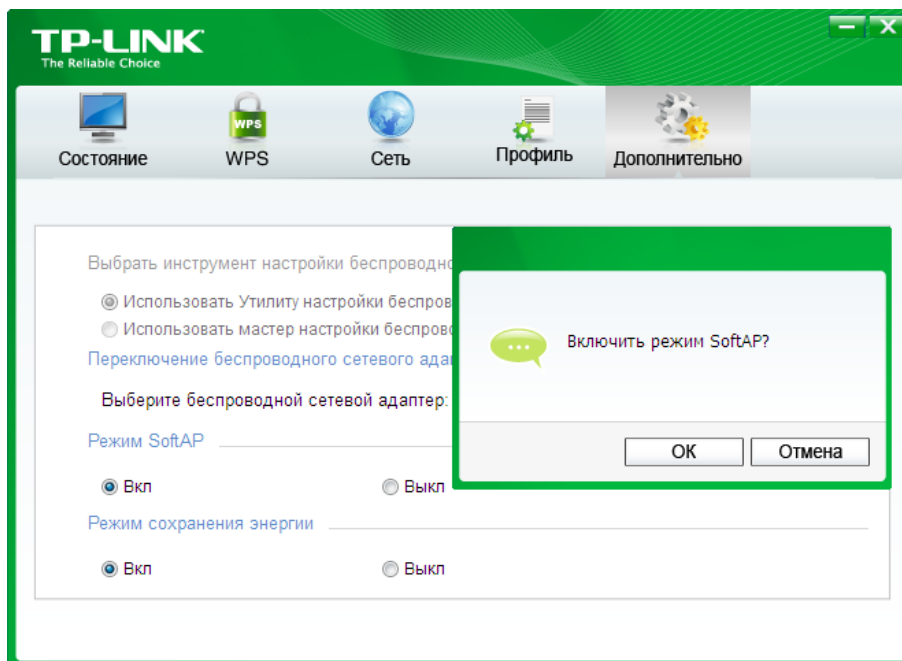 TP-LINK
The Reliable Choice
WPS
Состояние
WPS
Сеть
Профиль
Дополнительно
Выбрать инструмент настройки беспроводно
Использовать Утилиту настройки беспров
Использовать мастер настройки беспрово
Переключение беспроводного сетевого ада
Выберите беспроводной сетевой адаптер:
Режим SoftAP
Вкл
Выкл
Режим сохранения энергии
Вкл
Выкл
Включить режим SoftAP?
ОК
Отмена